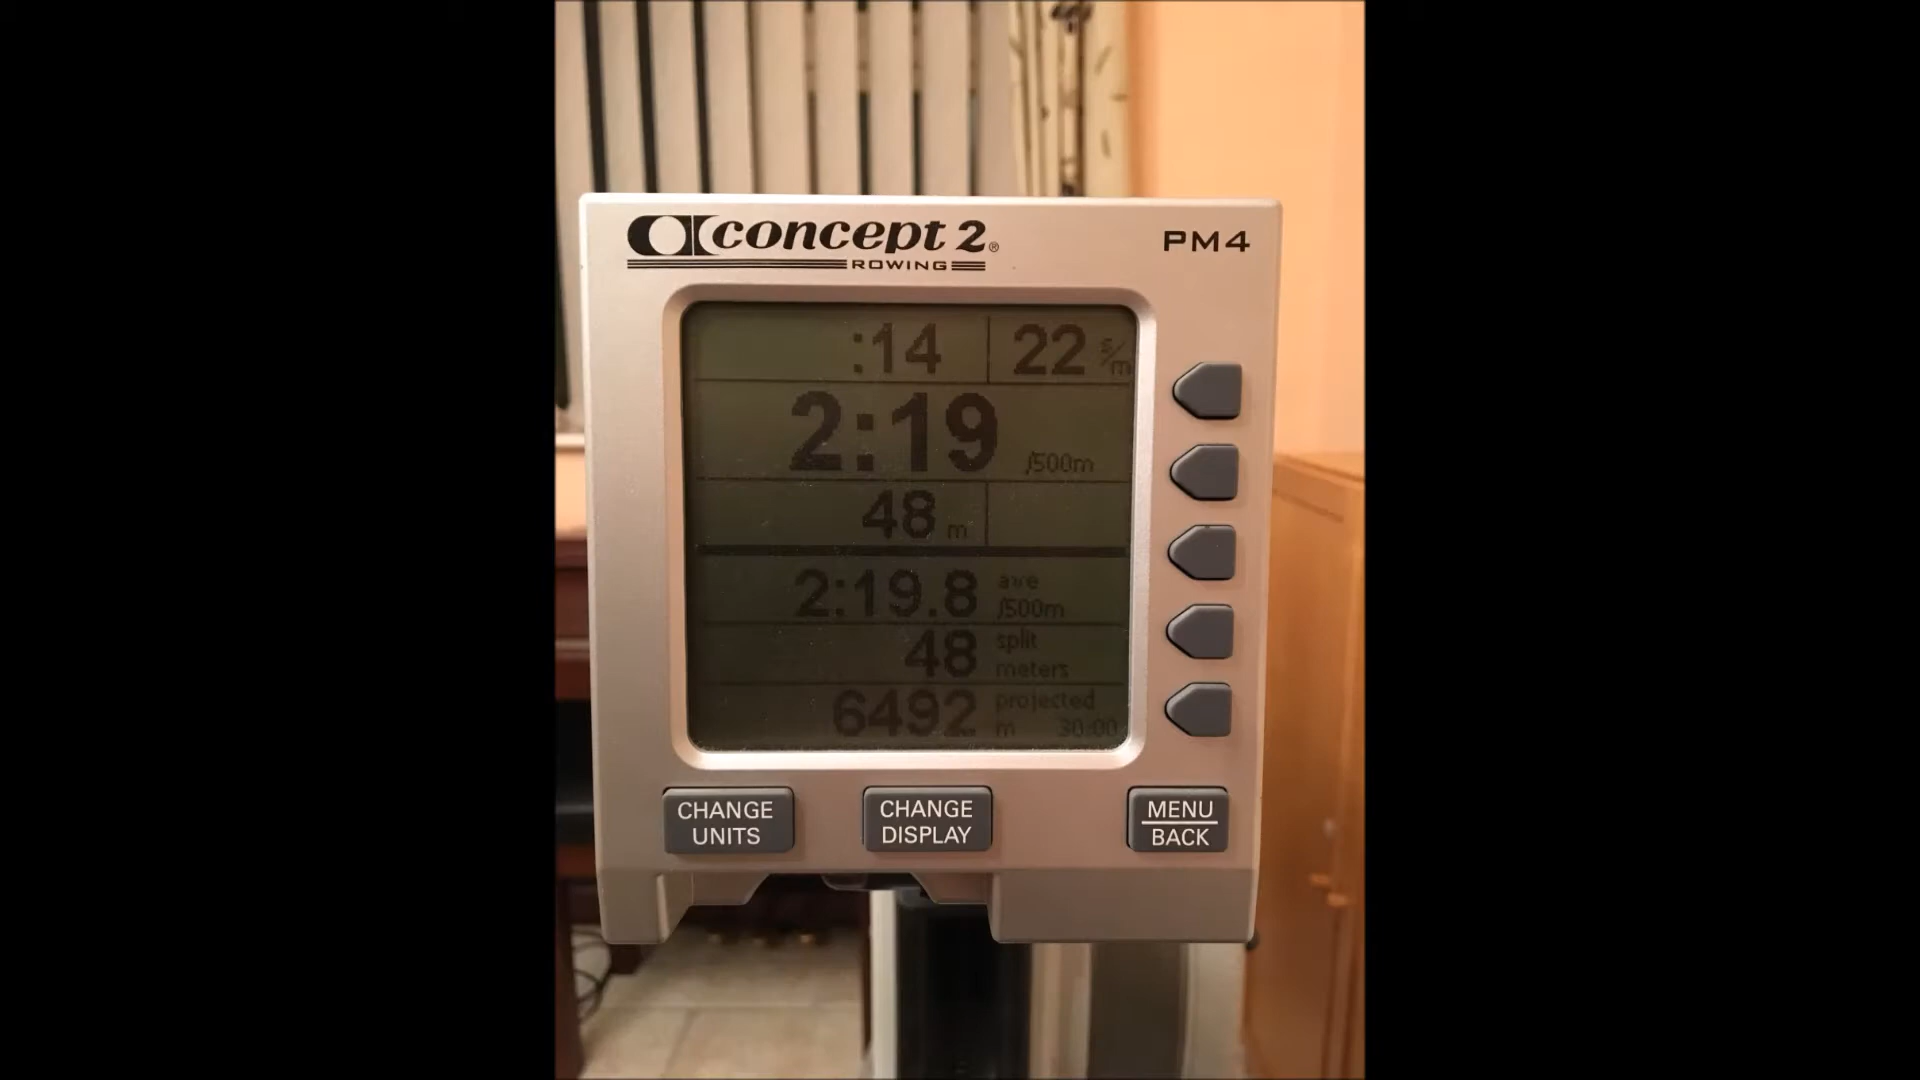 concept 2® PM4
ROWING
:14 22 s/m
2:19 /500m
48 m
2:19.8 ave /500m
48 split meters
6492 projected m 30:00
CHANGE UNITS
CHANGE DISPLAY
MENU BACK